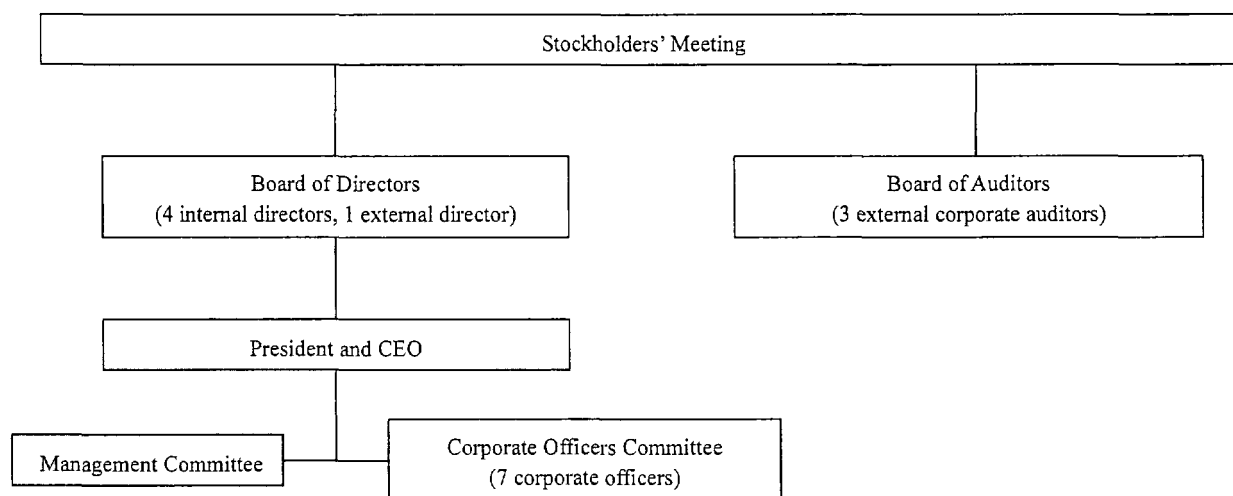 Stockholders’ Meeting
Board of Directors
(4 internal directors, 1 external director)
Board of Auditors
(3 external corporate auditors)
President and CEO
Management Committee
Corporate Officers Committee
(7 corporate officers)